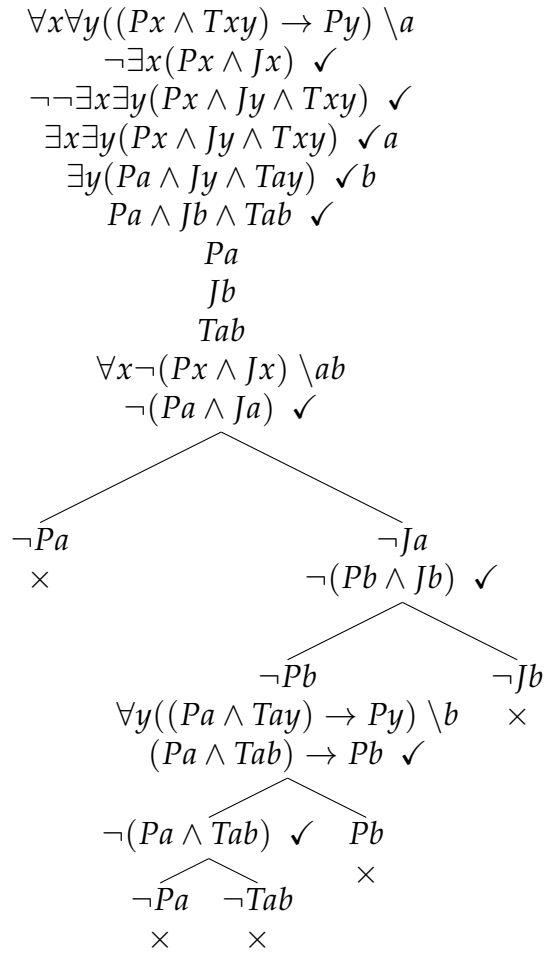 ∀x∀y((Px ∧ Txy) → Py) \a
¬∃x(Px ∧ Jx) ✓
¬¬∃x∃y(Px ∧ Jy ∧ Txy) ✓
∃x∃y(Px ∧ Jy ∧ Txy) ✓a
∃y(Pa ∧ Jy ∧ Tay) ✓b
Pa ∧ Jb ∧ Tab ✓
Pa
Jb
Tab
∀x¬(Px ∧ Jx) \ab
¬(Pa ∧ Ja) ✓
¬Pa ¬Ja
× ¬(Pb ∧ Jb) ✓
¬Pb ¬Jb
∀y((Pa ∧ Tay) → Py) \b ×
(Pa ∧ Tab) → Pb ✓
¬(Pa ∧ Tab) ✓ Pb
×
¬Pa ¬Tab
× ×